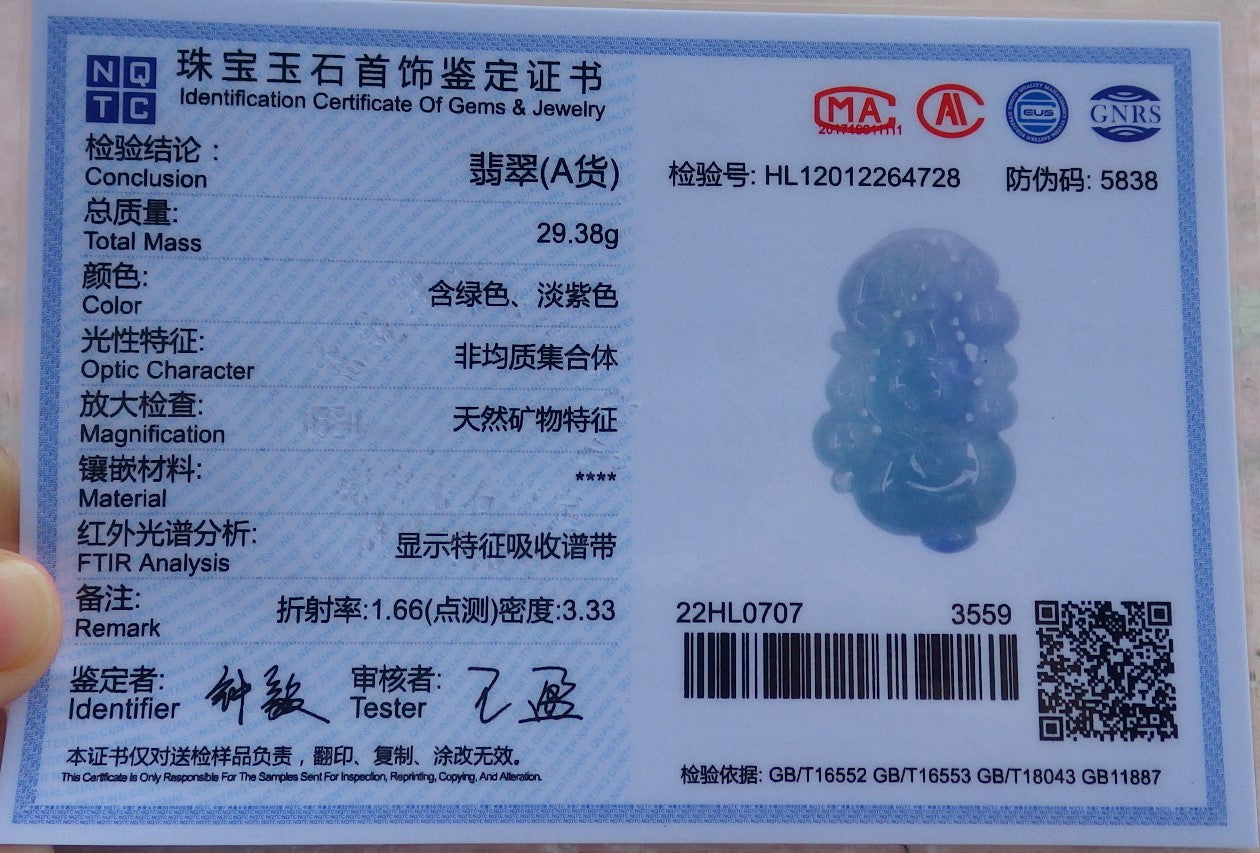 NQTC
珠宝玉石首饰鉴定证书
Identification Certificate Of Gems & Jewelry
检验结论：
Conclusion
翡翠(A货)
总质量:
Total Mass
29.38g
颜色:
Color
含绿色、淡紫色
光性特征:
Optic Character
非均质集合体
放大检查:
Magnification
天然矿物特征
镶嵌材料:
Material
****
红外光谱分析:
FTIR Analysis
显示特征吸收谱带
备注:
Remark
折射率:1.66(点测)密度:3.33
鉴定者:
Identifier
钟敏
审核者:
Tester
王盈
本证书仅对送检样品负责，翻印、复制、涂改无效。
This Certificate Is Only Responsible For The Samples Sent For Inspection, Reprinting, Copying, And Alteration.
MA
AL
EUS
GNRS
检验号: HL12012264728
防伪码: 5838
22HL0707
3559
检验依据: GB/T16552 GB/T16553 GB/T18043 GB11887